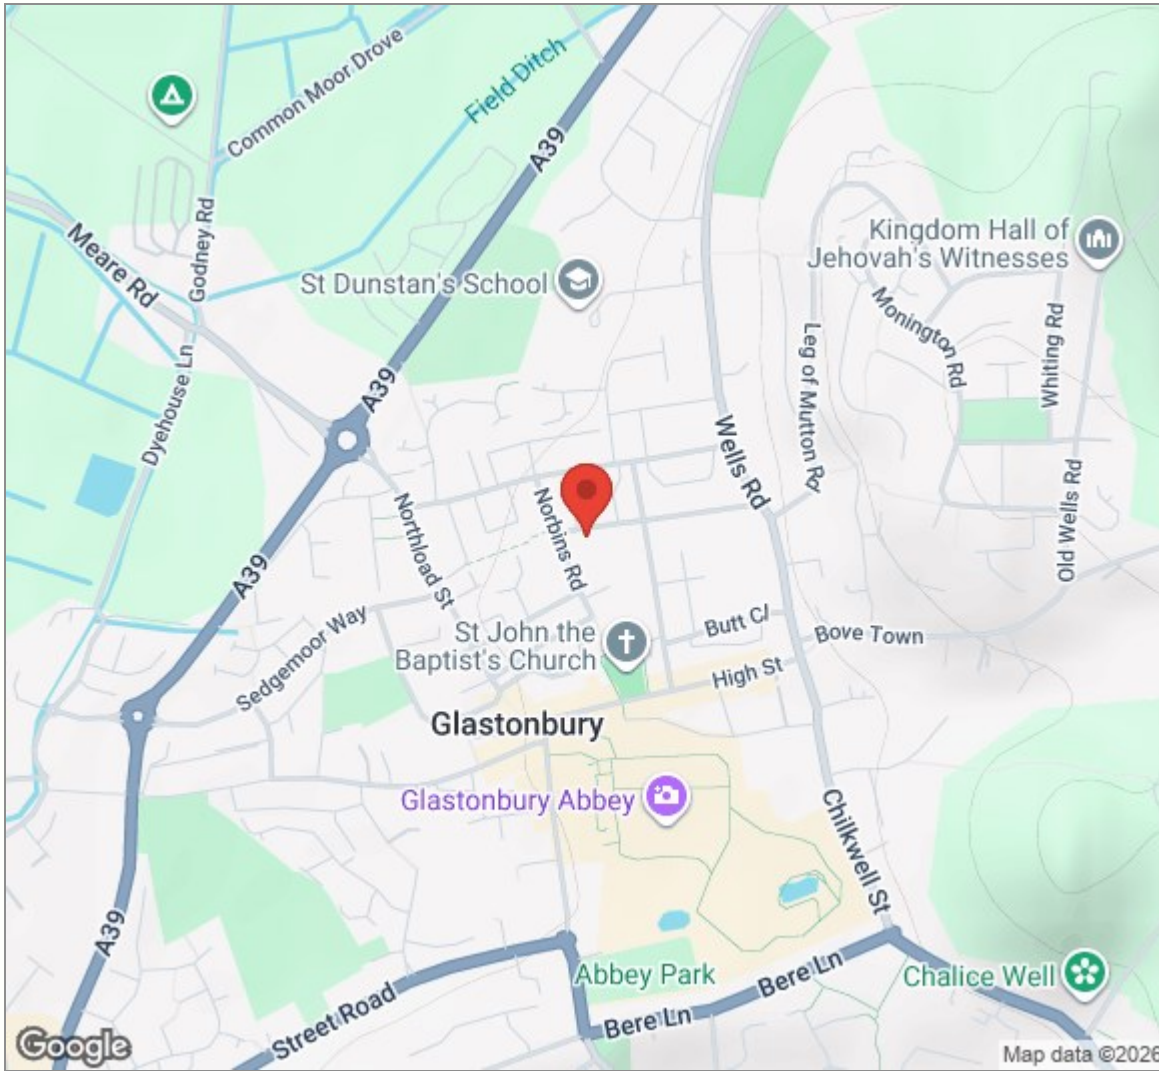 Common Moor Drove
Field Ditch
A39
Godney Rd
Meare Rd
Kingdom Hall of
Jehovah's Witnesses
St Dunstan's School
Monington Rd
Whiting Rd
Leg of Mutton Rd
A39
Dyehouse Ln
Wells Rd
Norbins Rd
Northload St
Old Wells Rd
A39
Sedgemoor Way
St John the
Baptist's Church
Butt Cl
Bove Town
High St
Glastonbury
Glastonbury Abbey
Chilkwell St
A39
Abbey Park
Bere Ln
Chalice Well
Street Road
Bere Ln
Google
Map data ©2026